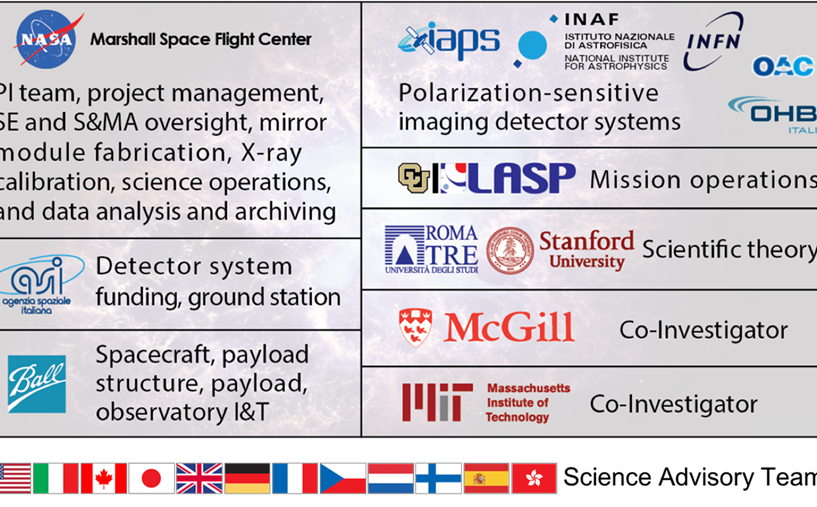 NASA
Marshall Space Flight Center
PI team, project management,
SE and S&MA oversight, mirror
module fabrication, X-ray
calibration, science operations,
and data analysis and archiving
asi
agenzia spaziale
italiana
Detector system
funding, ground station
Ball
Spacecraft, payload
structure, payload,
observatory I&T
iaps
INAF
ISTITUTO NAZIONALE
DI ASTROFISICA
NATIONAL INSTITUTE
FOR ASTROPHYSICS
INFN
OAC
OHB
ITALI
Polarization-sensitive
imaging detector systems
CU
LASP
Mission operations
ROMA
TRE
UNIVERSITÀ DEGLI STUDI
Stanford
University
Scientific theory
McGill
Co-Investigator
MIT
Massachusetts
Institute of
Technology
Co-Investigator
Science Advisory Team